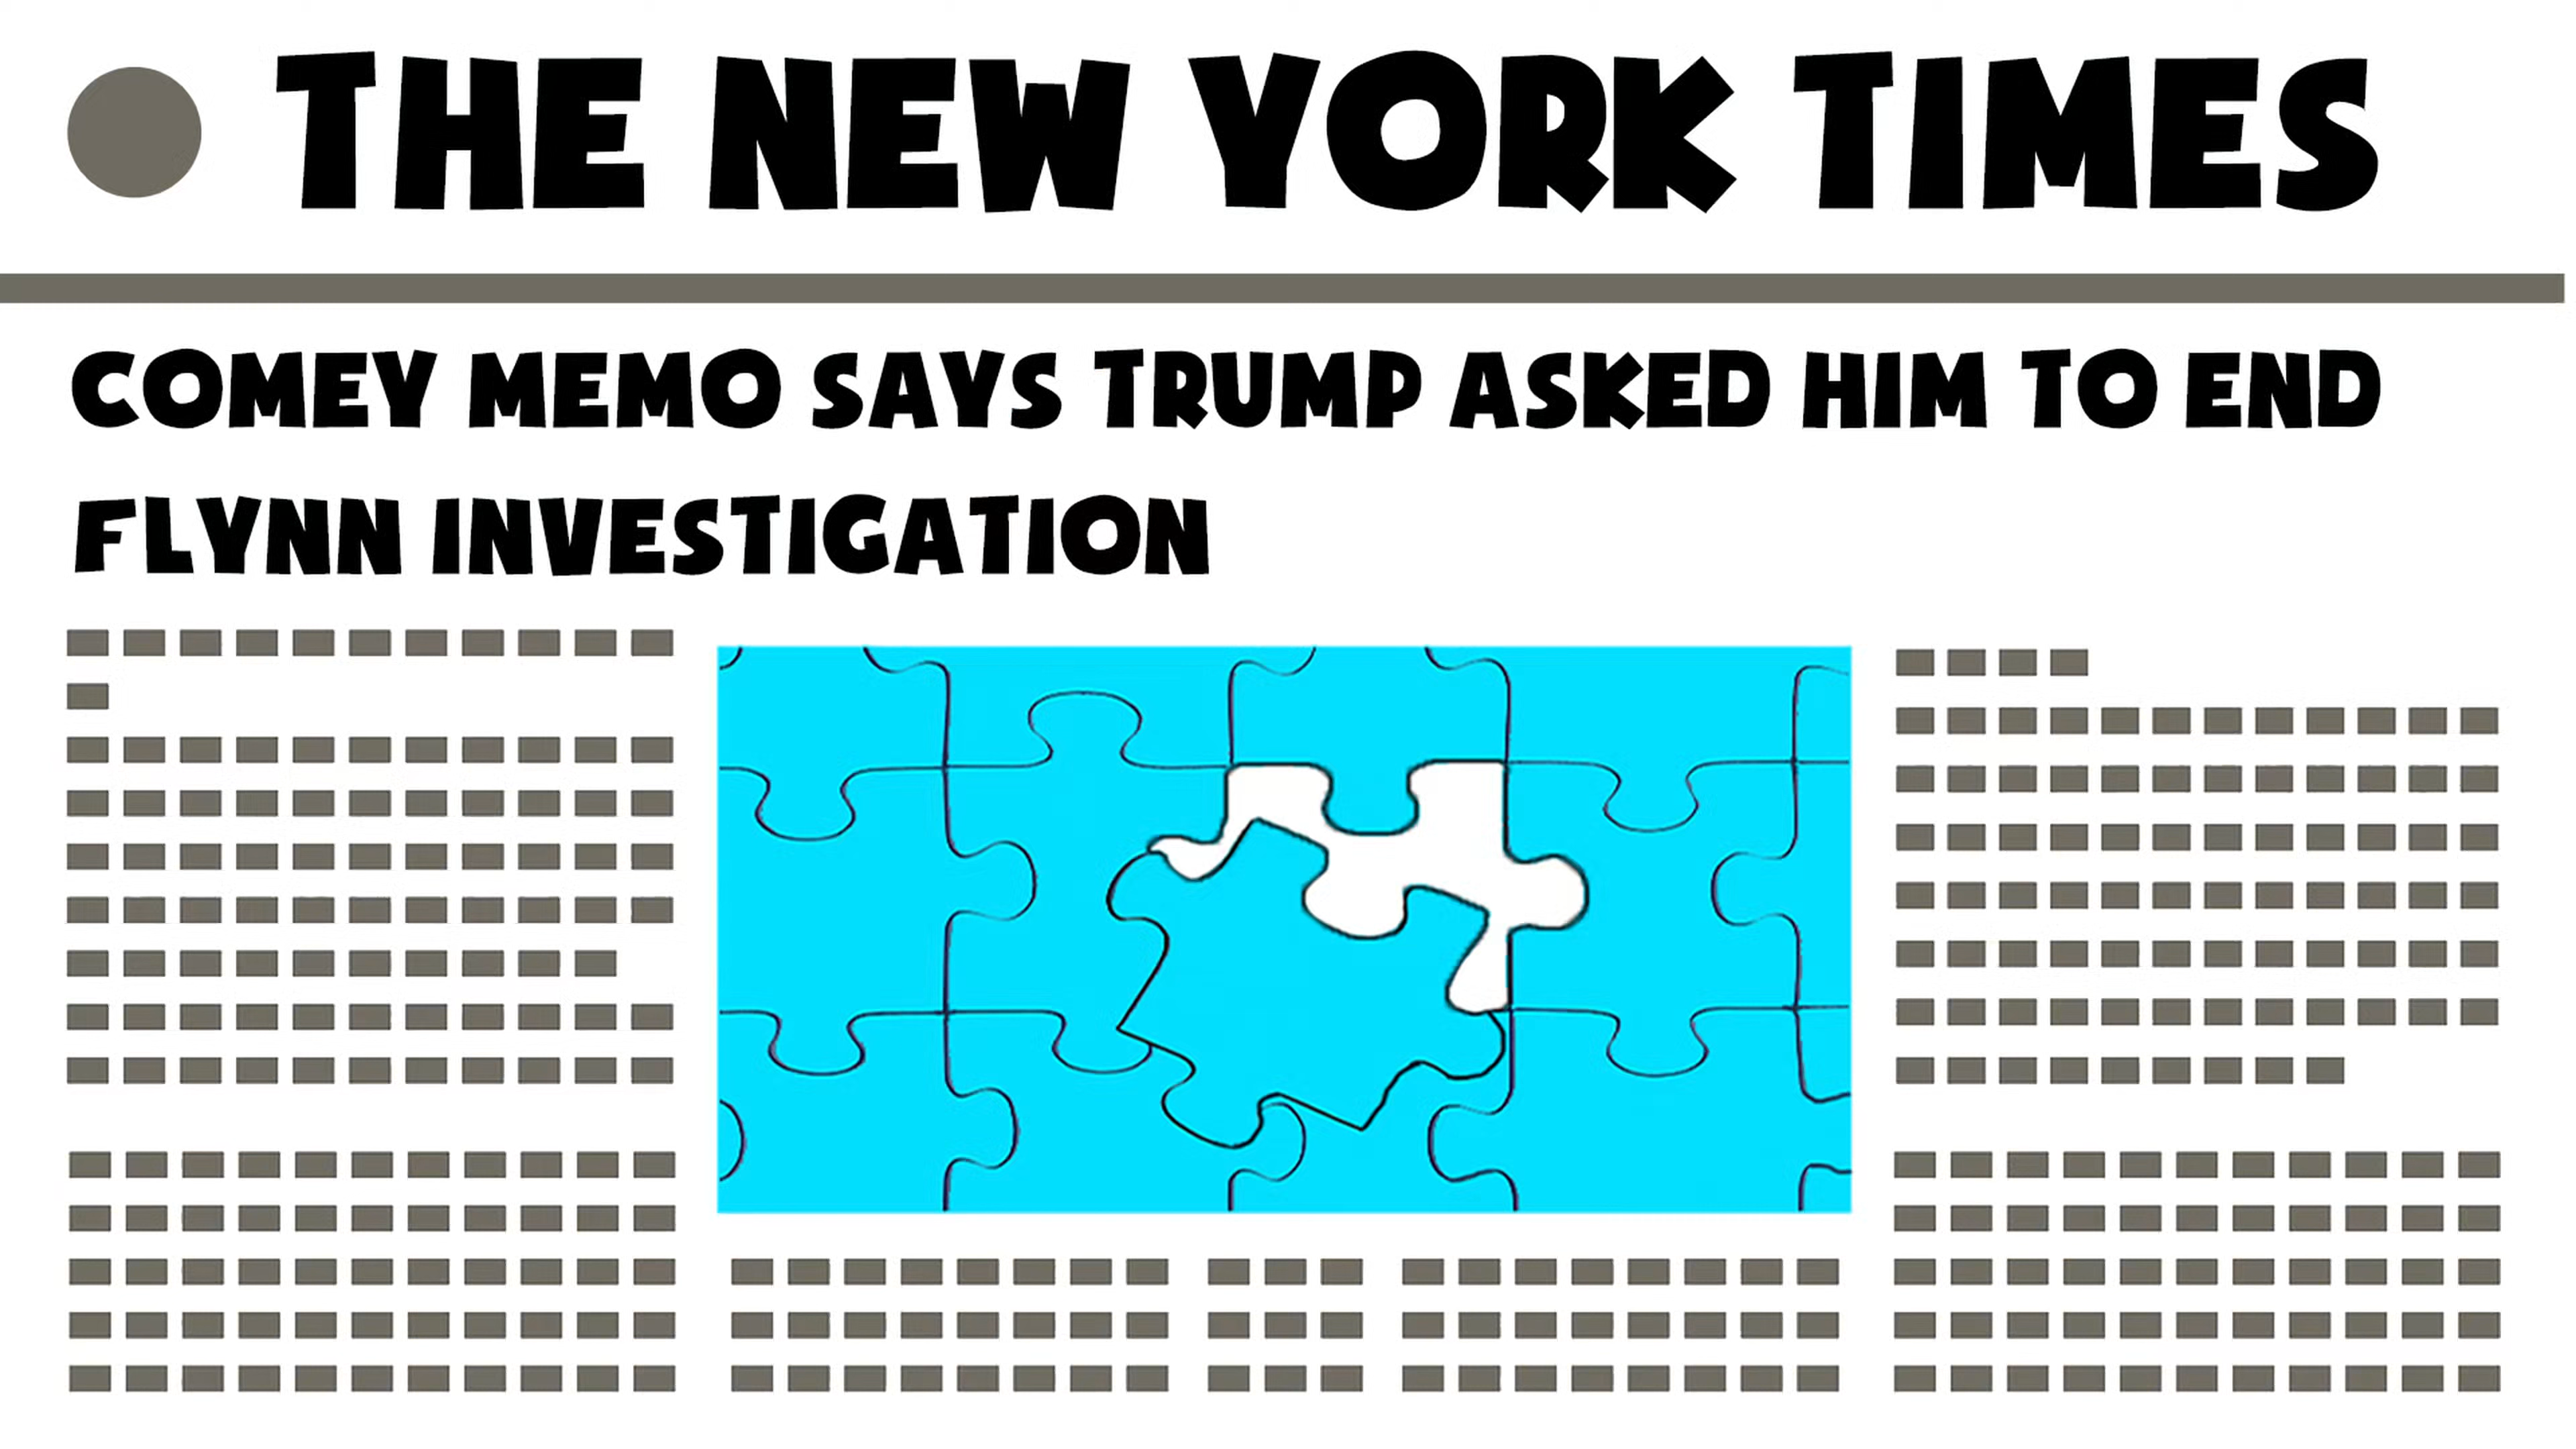 THE NEW YORK TIMES
COMEY MEMO SAYS TRUMP ASKED HIM TO END
FLYNN INVESTIGATION